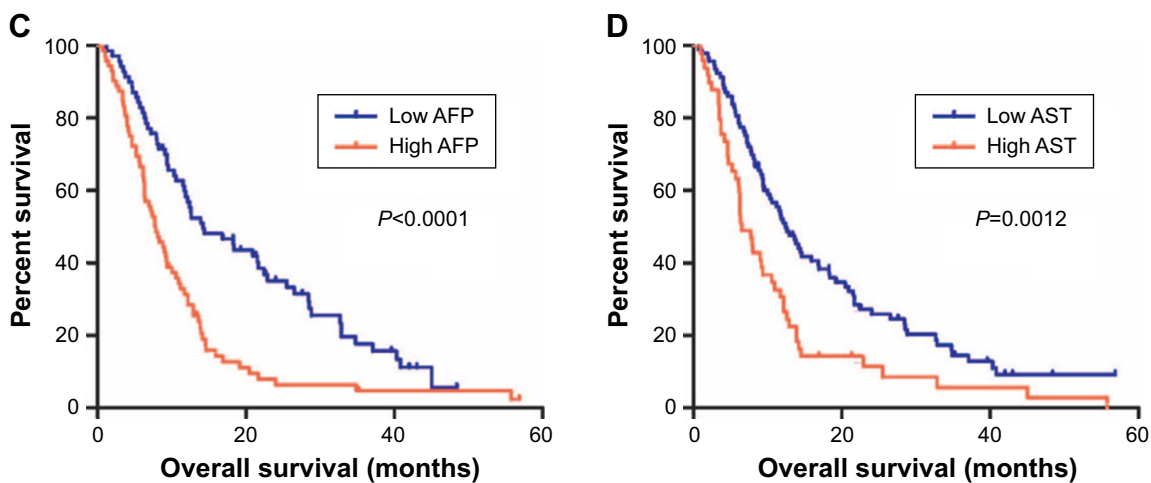 C
100
80
60
40
20
0
Percent survival
Low AFP
High AFP
P<0.0001
0 20 40 60
Overall survival (months)
D
100
80
60
40
20
0
Percent survival
Low AST
High AST
P=0.0012
0 20 40 60
Overall survival (months)